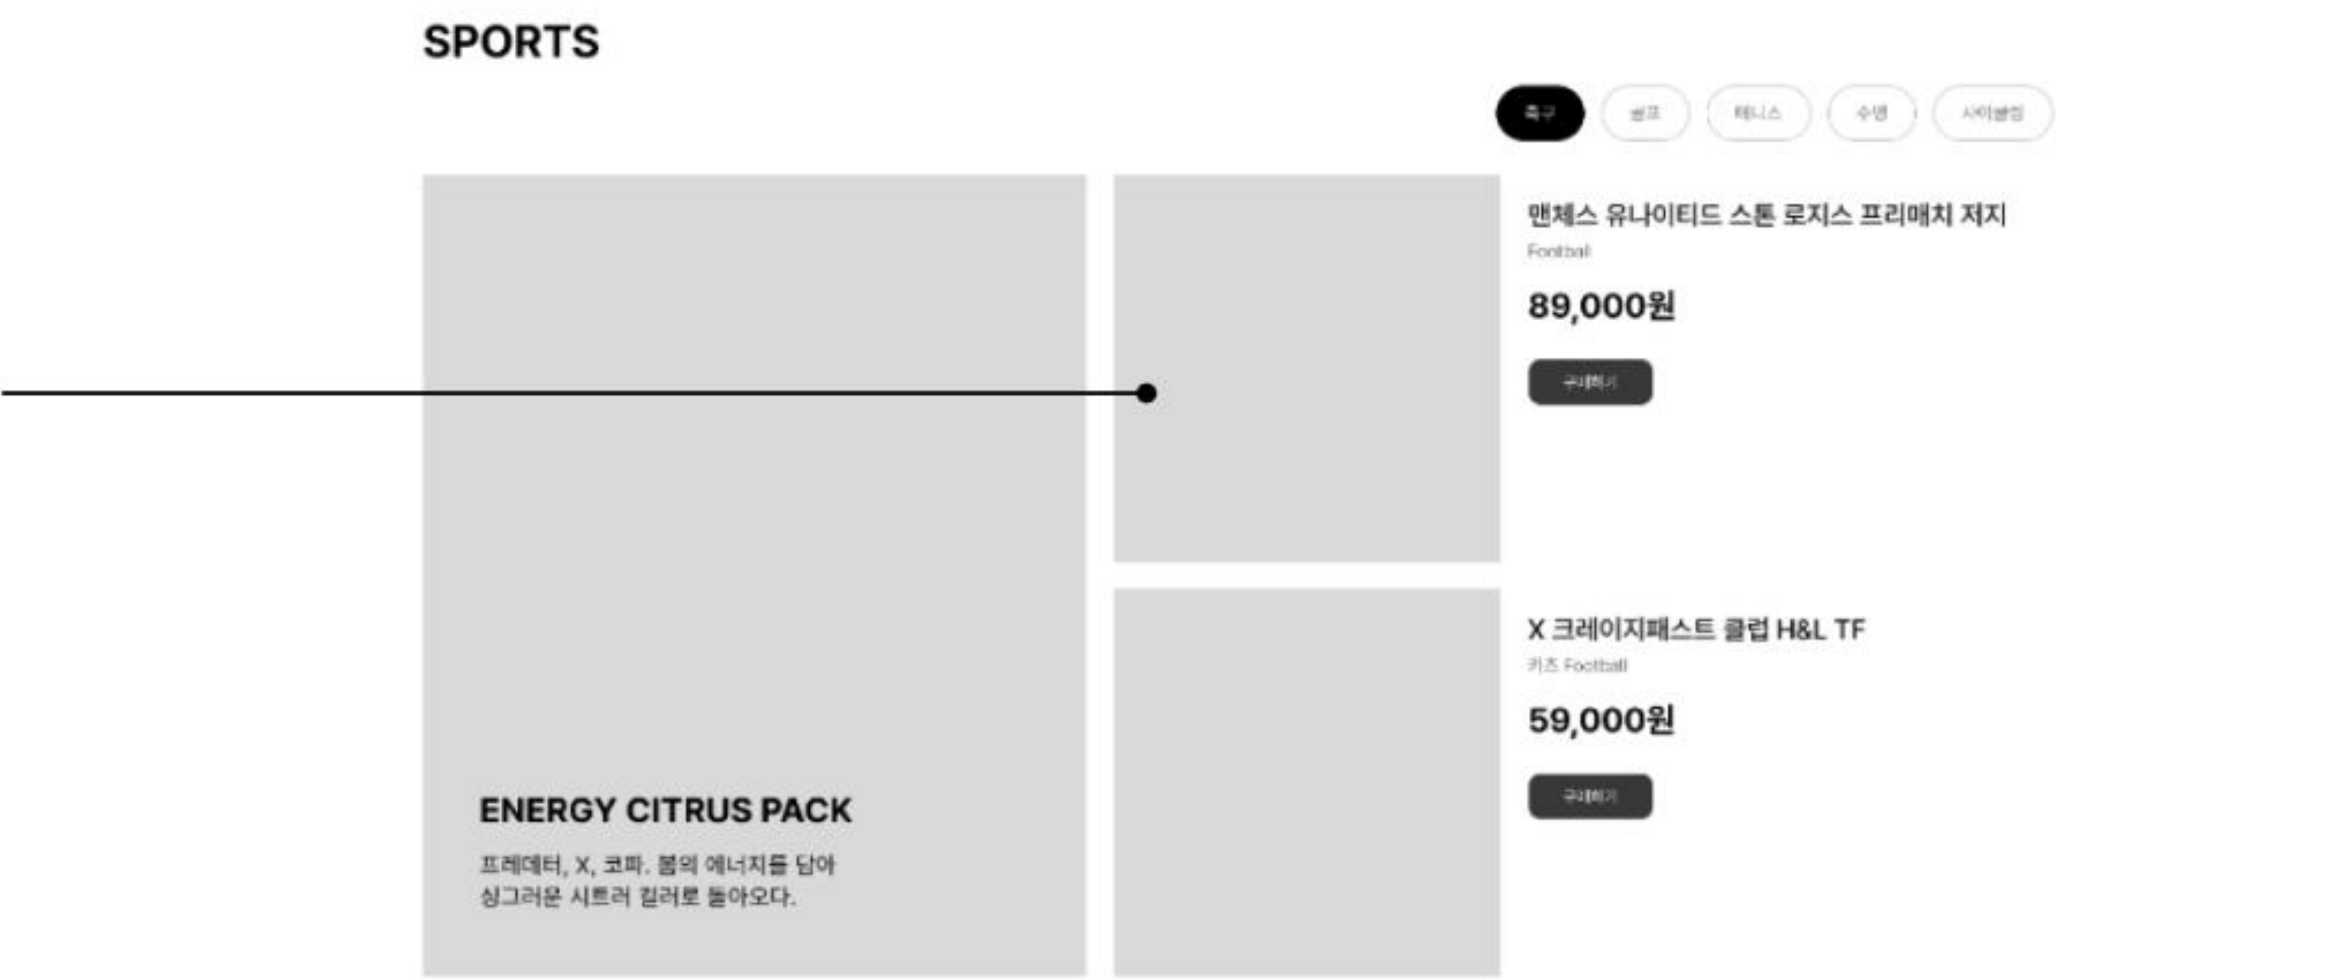 SPORTS
축구
골프
테니스
수영
사이클링
맨체스 유나이티드 스톤 로지스 프리매치 저지
Football
89,000원
구매하기
X 크레이지패스트 클럽 H&L TF
키즈 Football
59,000원
구매하기
ENERGY CITRUS PACK
프레데터, X, 코파. 봄의 에너지를 담아
싱그러운 시트러 컬러로 돌아오다.